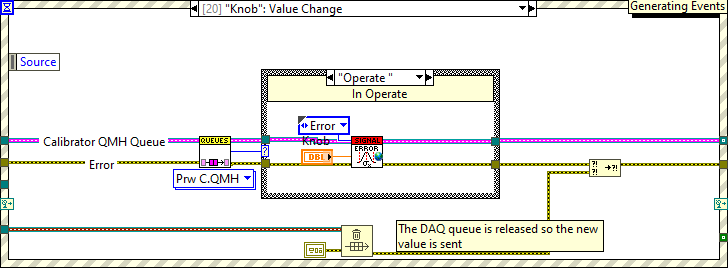 [20] "Knob": Value Change
Generating Events
Source
"Operate "
In Operate
Error
Calibrator QMH Queue
QUEUES
Knob
SIGNAL
ERROR
DBL
Error
Prw C.QMH
The DAQ queue is released so the new
value is sent